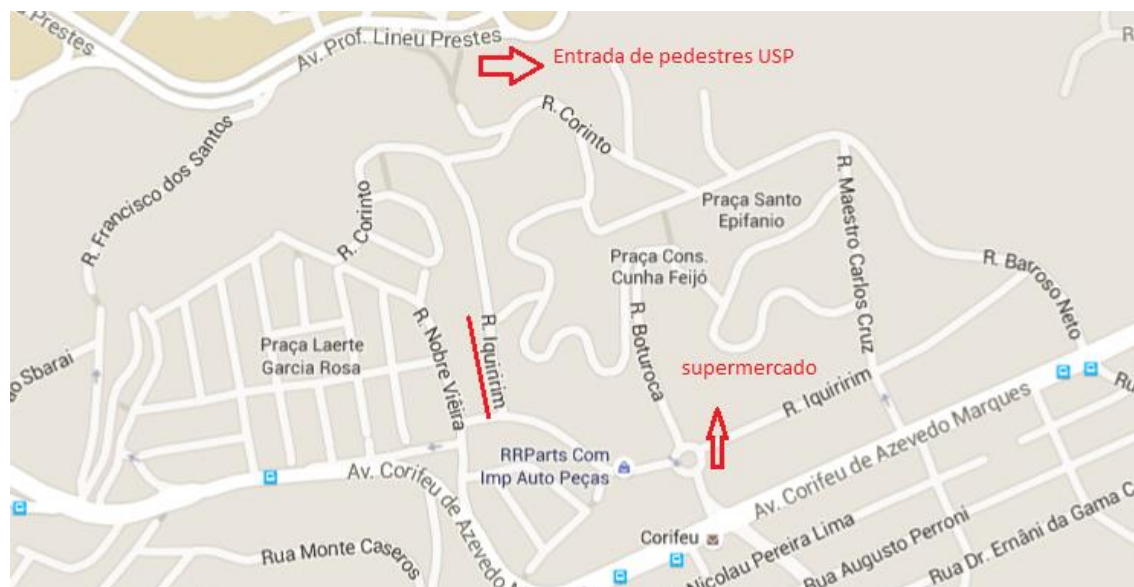 Prestes
Av. Prof. Lineu Prestes
Entrada de pedestres USP
R
R. Corinto
R. Francisco dos Santos
R. Corinto
Praça Santo
Epifanio
R. Maestro Carlos Cruz
Praça Cons.
Cunha Feijó
R. Barroso Neto
R. Iquiririm
R. Nobre Viêira
R. Boturoca
Praça Laerte
Garcia Rosa
Sbarai
supermercado
R. Iquiririm
RRParts Com
Imp Auto Peças
Av. Corifeu de Azevedo Marques
Av. Corifeu de Azevedo M
Corifeu
Rua Monte Caseros
Nicolau Pereira Lima
Rua Augusto Perroni
Rua Dr. Ernâni da Gama C
Ru